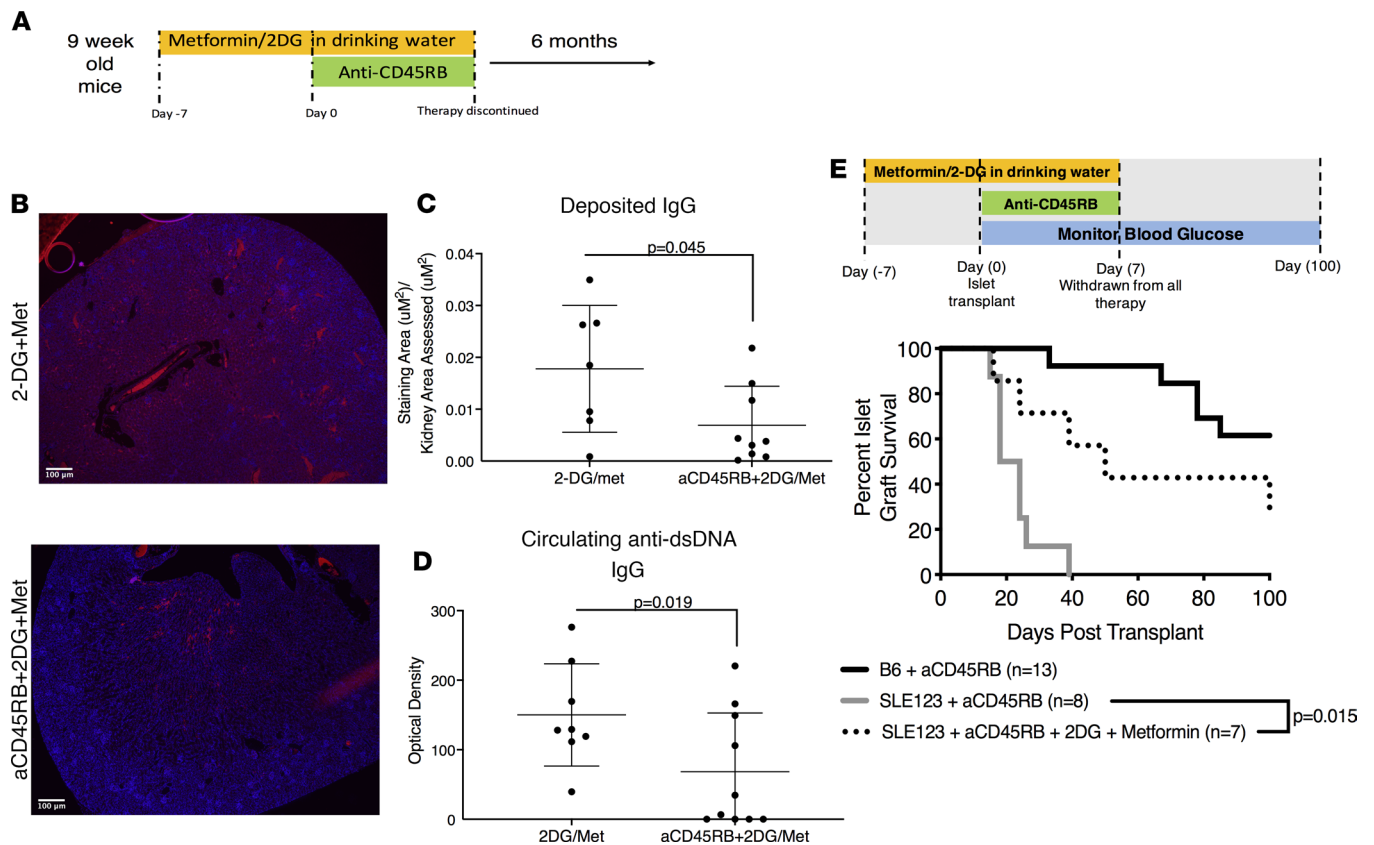 A
9 week
old
mice
Metformin/2DG in drinking water
Anti-CD45RB
6 months
Day -7
Day 0
Therapy discontinued
B
2-DG+Met
100 µm
aCD45RB+2DG+Met
100 µm
C
Deposited IgG
p=0.045
Staining Area (uM²)/
Kidney Area Assessed (uM²)
0.04
0.03
0.02
0.01
0.00
2-DG/met
aCD45RB+2DG/Met
D
Circulating anti-dsDNA
IgG
p=0.019
Optical Density
300
200
100
0
2DG/Met
aCD45RB+2DG/Met
E
Metformin/2-DG in drinking water
Anti-CD45RB
Monitor Blood Glucose
Day (-7)
Day (0)
Islet
transplant
Day (7)
Withdrawn from all
therapy
Day (100)
Percent Islet
Graft Survival
100
80
60
40
20
0
0
20
40
60
80
100
Days Post Transplant
B6 + aCD45RB (n=13)
SLE123 + aCD45RB (n=8)
SLE123 + aCD45RB + 2DG + Metformin (n=7)
p=0.015